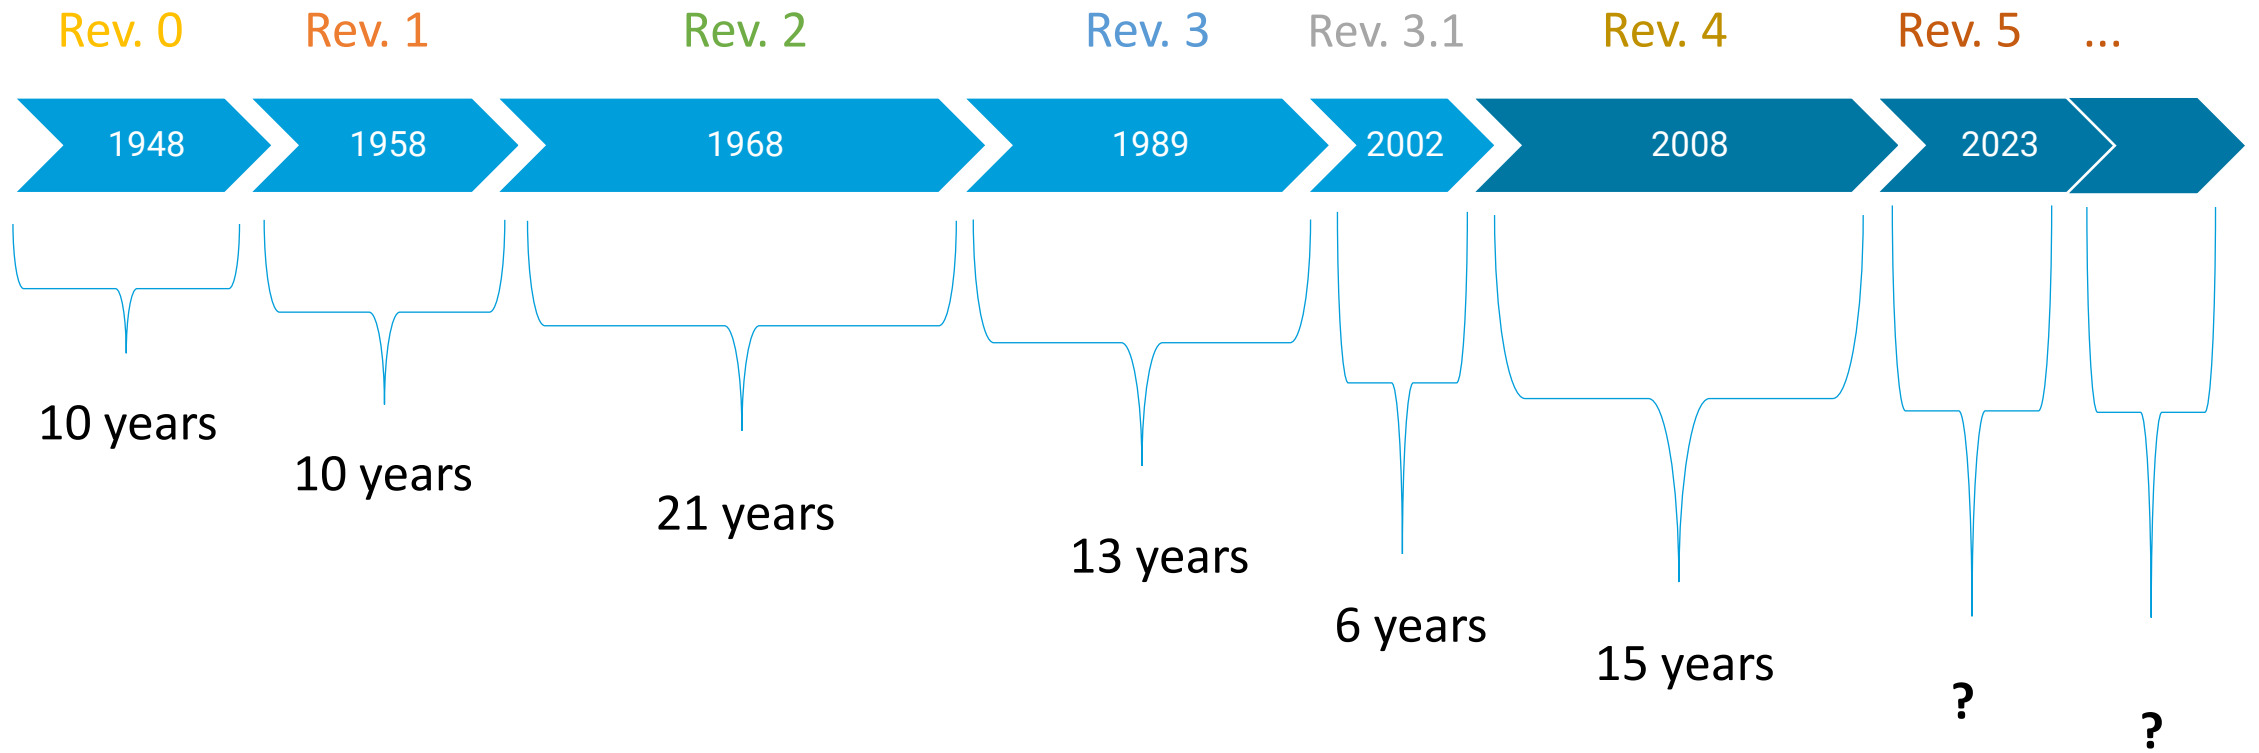 Rev. 0 Rev. 1 Rev. 2 Rev. 3 Rev. 3.1 Rev. 4 Rev. 5 ...
1948 1958 1968 1989 2002 2008 2023
10 years
10 years
21 years
13 years
6 years
15 years
?
?